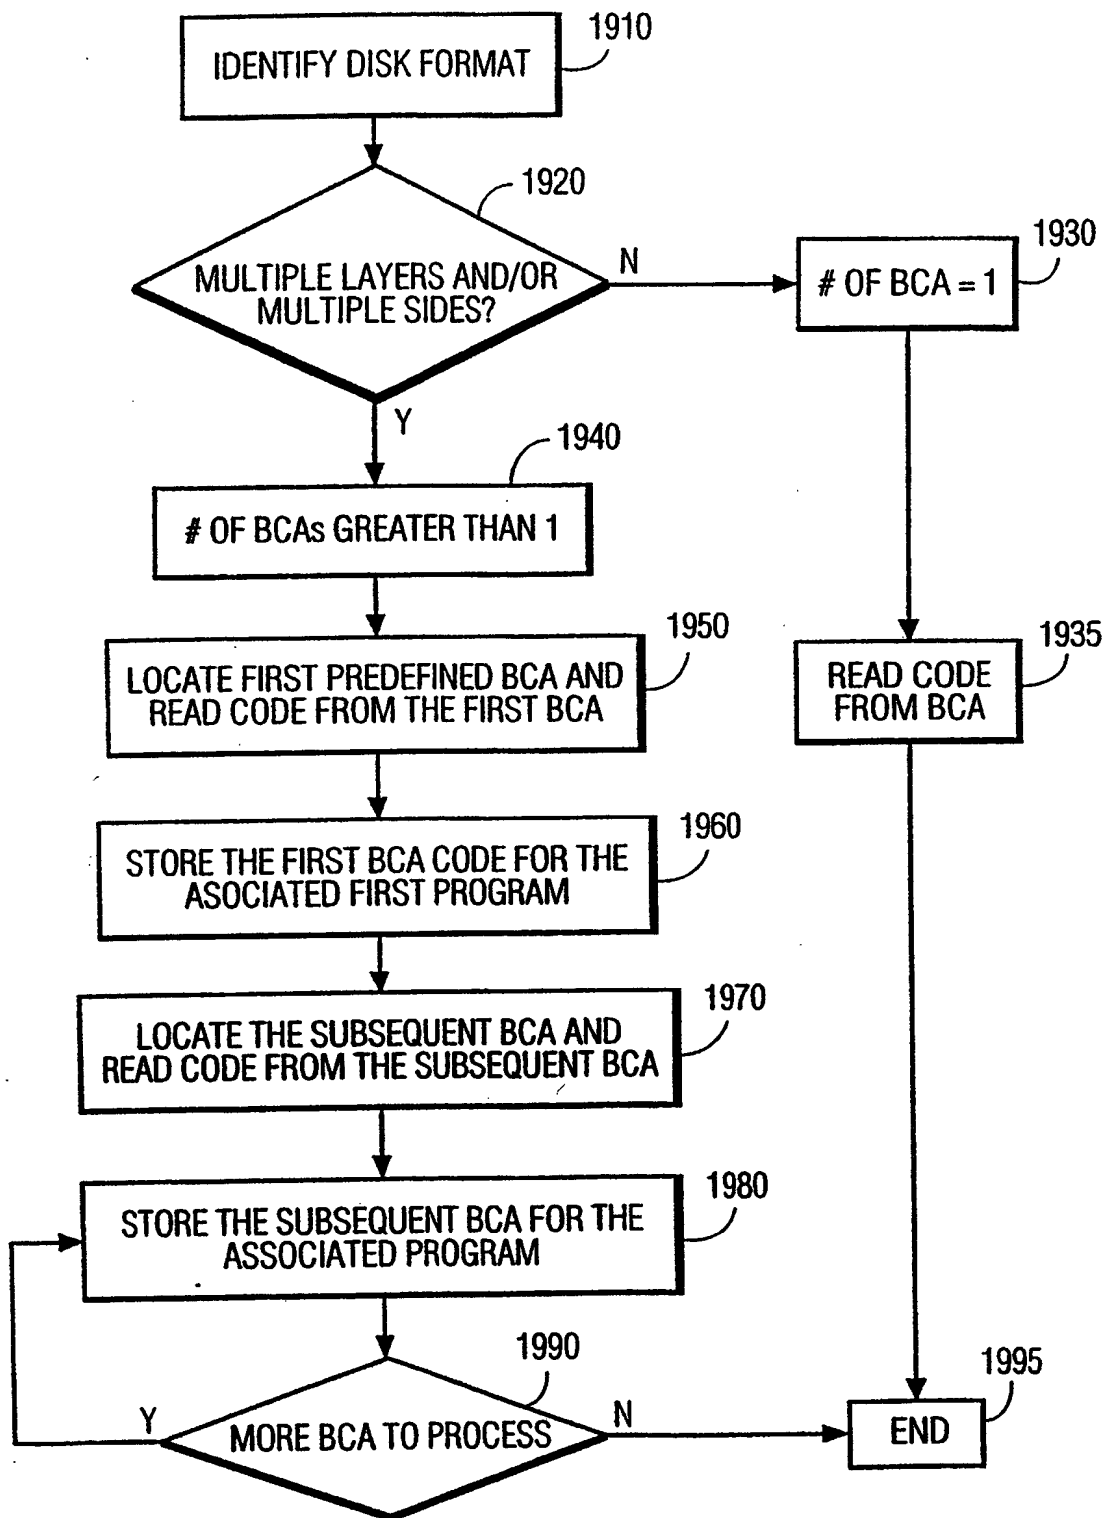 1910
IDENTIFY DISK FORMAT
1920
MULTIPLE LAYERS AND/OR
MULTIPLE SIDES?
N
1930
# OF BCA = 1
Y
1940
# OF BCAs GREATER THAN 1
1950
LOCATE FIRST PREDEFINED BCA AND
READ CODE FROM THE FIRST BCA
1935
READ CODE
FROM BCA
1960
STORE THE FIRST BCA CODE FOR THE
ASOCIATED FIRST PROGRAM
1970
LOCATE THE SUBSEQUENT BCA AND
READ CODE FROM THE SUBSEQUENT BCA
1980
STORE THE SUBSEQUENT BCA FOR THE
ASSOCIATED PROGRAM
1990
Y
MORE BCA TO PROCESS
N
1995
END